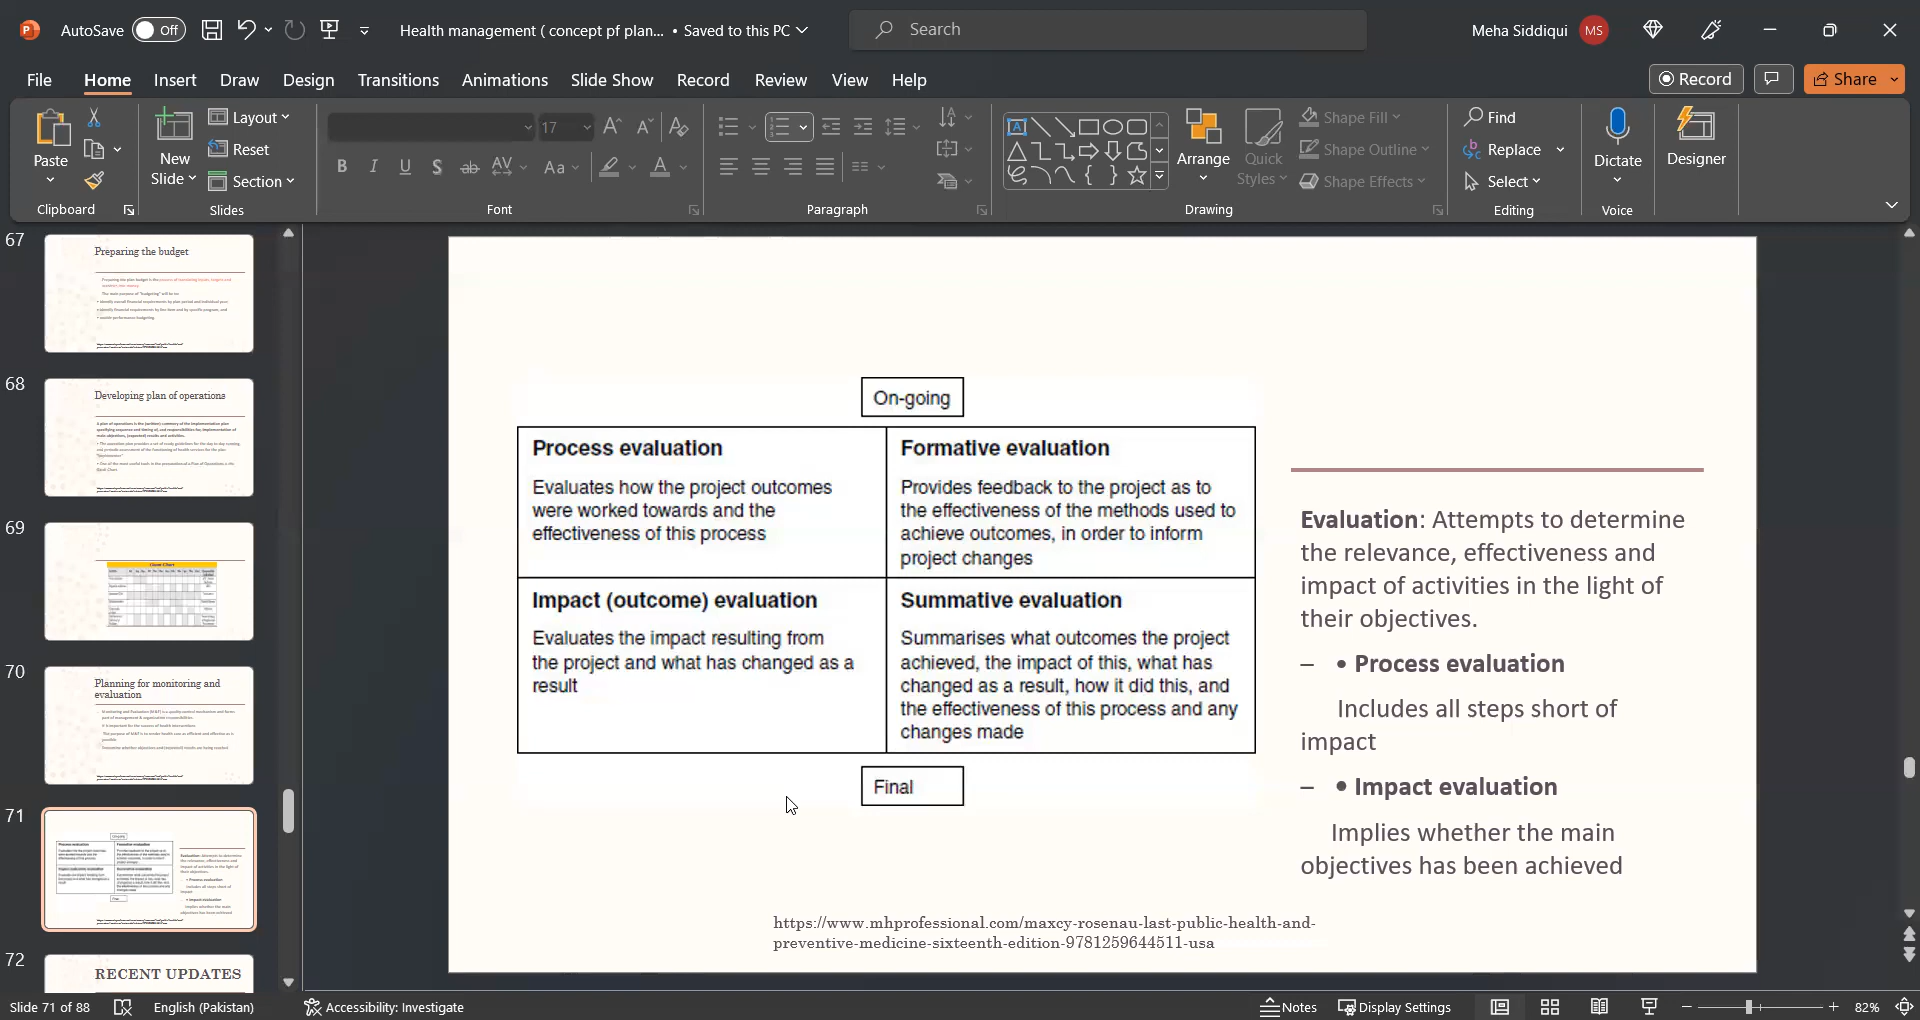 AutoSave Off Health management ( concept pf plan... • Saved to this PC Search Meha Siddiqui MS
File Home Insert Draw Design Transitions Animations Slide Show Record Review View Help Record Share
Paste New Slide Layout Reset Section 17 Arrange Quick Styles Shape Fill Shape Outline Shape Effects Find Replace Select Dictate Designer
Clipboard Slides Font Paragraph Drawing Editing Voice
67
Preparing the budget
68
Developing plan of operations
69
70
Planning for monitoring and
evaluation
71
72
RECENT UPDATES
On-going
Process evaluation
Evaluates how the project outcomes
were worked towards and the
effectiveness of this process
Formative evaluation
Provides feedback to the project as to
the effectiveness of the methods used to
achieve outcomes, in order to inform
project changes
Impact (outcome) evaluation
Evaluates the impact resulting from
the project and what has changed as a
result
Summative evaluation
Summarises what outcomes the project
achieved, the impact of this, what has
changed as a result, how it did this, and
the effectiveness of this process and any
changes made
Final
Evaluation: Attempts to determine
the relevance, effectiveness and
impact of activities in the light of
their objectives.
– • Process evaluation
Includes all steps short of
impact
– • Impact evaluation
Implies whether the main
objectives has been achieved
https://www.mhprofessional.com/maxcy-rosenau-last-public-health-and-
preventive-medicine-sixteenth-edition-9781259644511-usa
Slide 71 of 88 English (Pakistan) Accessibility: Investigate Notes Display Settings 82%